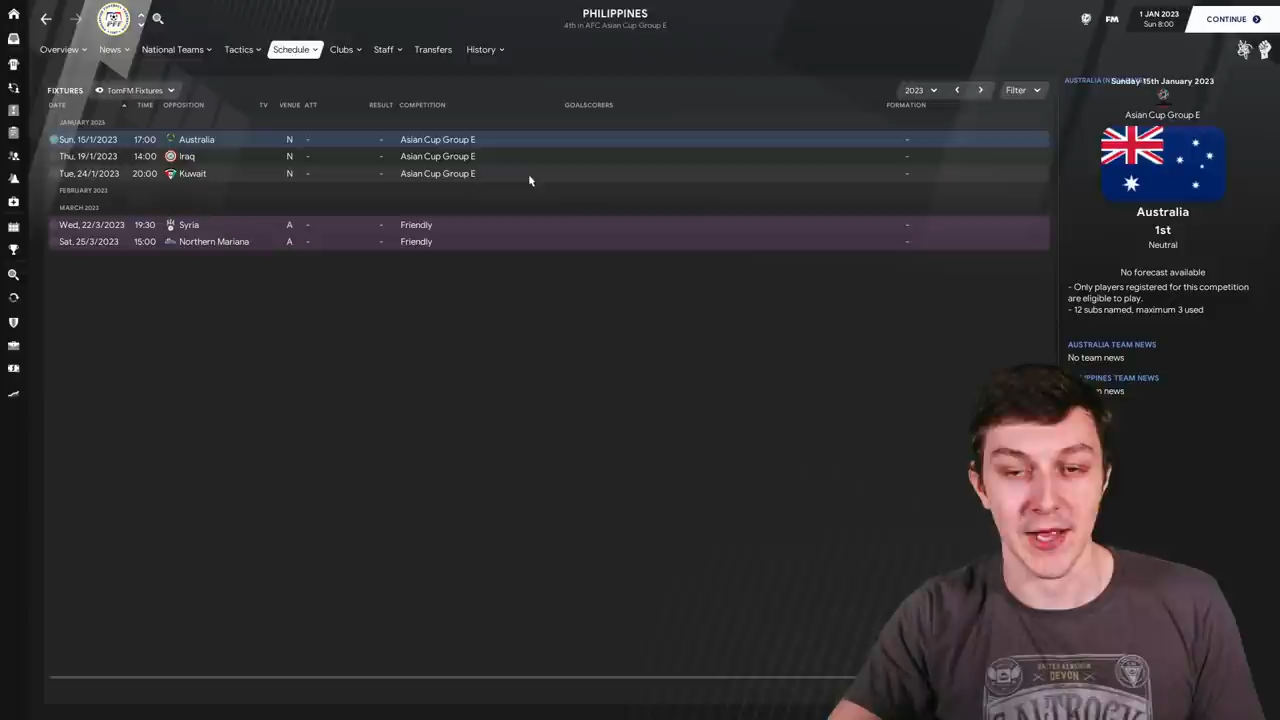 PHILIPPINES
4th in AFC Asian Cup Group E
FM
1 JAN 2023
Sun 8:00
CONTINUE
Overview
News
National Teams
Tactics
Schedule
Clubs
Staff
Transfers
History
FIXTURES
TomFM Fixtures
2023
Filter
DATE TIME OPPOSITION TV VENUE ATT RESULT COMPETITION GOALSCORERS FORMATION
JANUARY 2023
Sun, 15/1/2023 17:00 Australia N - - Asian Cup Group E -
Thu, 19/1/2023 14:00 Iraq N - - Asian Cup Group E -
Tue, 24/1/2023 20:00 Kuwait N - - Asian Cup Group E -
FEBRUARY 2023
MARCH 2023
Wed, 22/3/2023 19:30 Syria A - - Friendly -
Sat, 25/3/2023 15:00 Northern Mariana A - - Friendly -
AUSTRALIA
Sunday 15th January 2023
Asian Cup Group E
Australia
1st
Neutral
No forecast available
- Only players registered for this competition
are eligible to play.
- 12 subs named, maximum 3 used
AUSTRALIA TEAM NEWS
No team news
TEAM NEWS
news
UNITED KINGDOM
DEVON